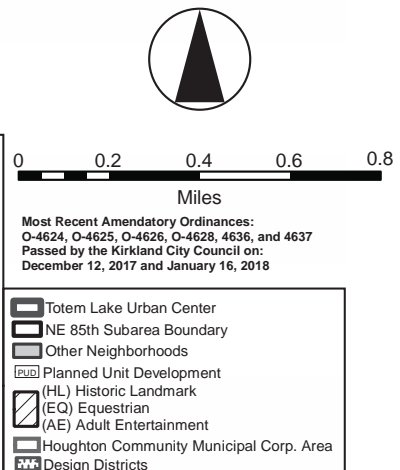 0 0.2 0.4 0.6 0.8
Miles
Most Recent Amendatory Ordinances:
O-4624, O-4625, O-4626, O-4628, 4636, and 4637
Passed by the Kirkland City Council on:
December 12, 2017 and January 16, 2018
Totem Lake Urban Center
NE 85th Subarea Boundary
Other Neighborhoods
PUD Planned Unit Development
(HL) Historic Landmark
(EQ) Equestrian
(AE) Adult Entertainment
Houghton Community Municipal Corp. Area
Design Districts